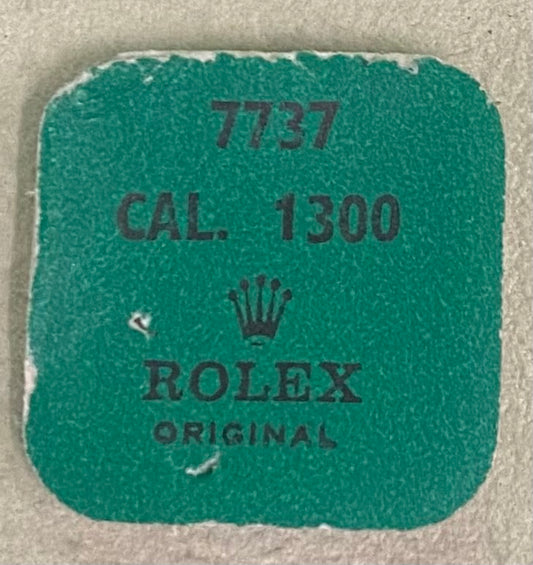 7737
CAL. 1300
ROLEX
ORIGINAL